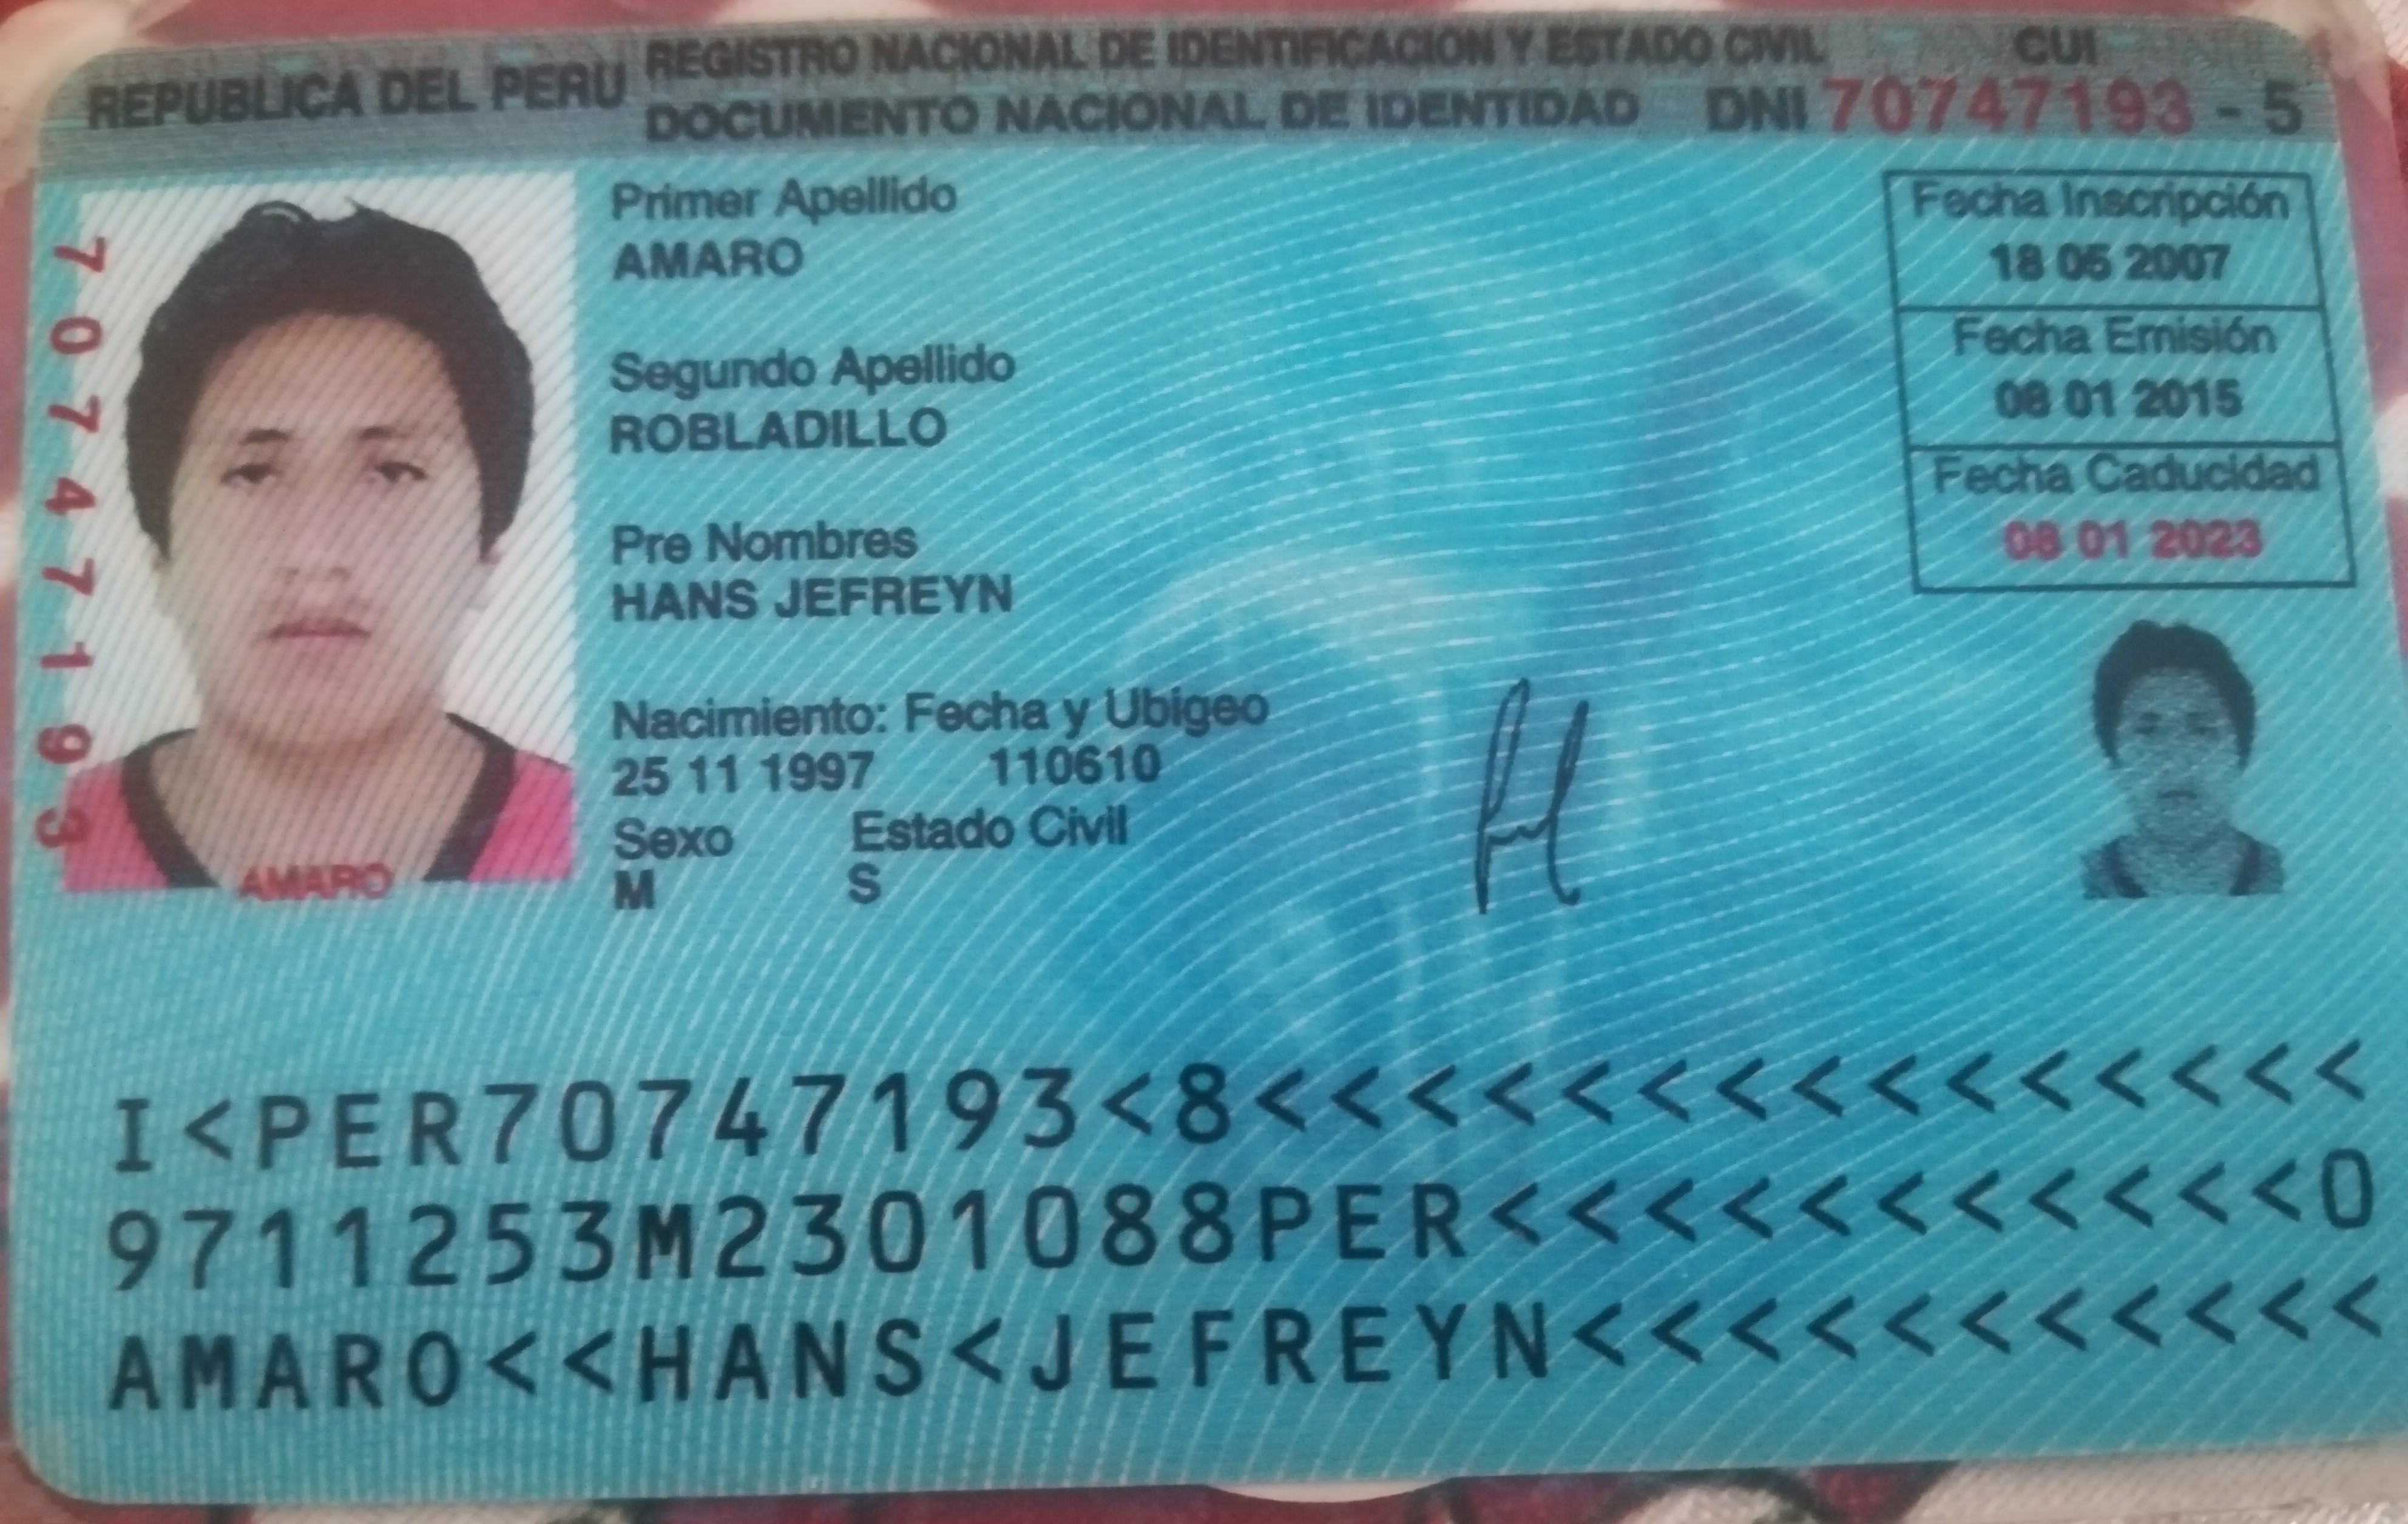 REPUBLICA DEL PERU
REGISTRO NACIONAL DE IDENTIFICACION Y ESTADO CIVIL
DOCUMENTO NACIONAL DE IDENTIDAD
CUI
DNI 70747193 - 5
70747193
AMARO
Primer Apellido
AMARO
Segundo Apellido
ROBLADILLO
Pre Nombres
HANS JEFREYN
Nacimiento: Fecha y Ubigeo
25 11 1997 110610
Sexo Estado Civil
M S
Fecha Inscripción
18 05 2007
Fecha Emisión
08 01 2015
Fecha Caducidad
08 01 2023
I<PER70747193<8<<<<<<<<<<<<<<<
9711253M2301088PER<<<<<<<<<<<0
AMARO<<HANS<JEFREYN<<<<<<<<<<<